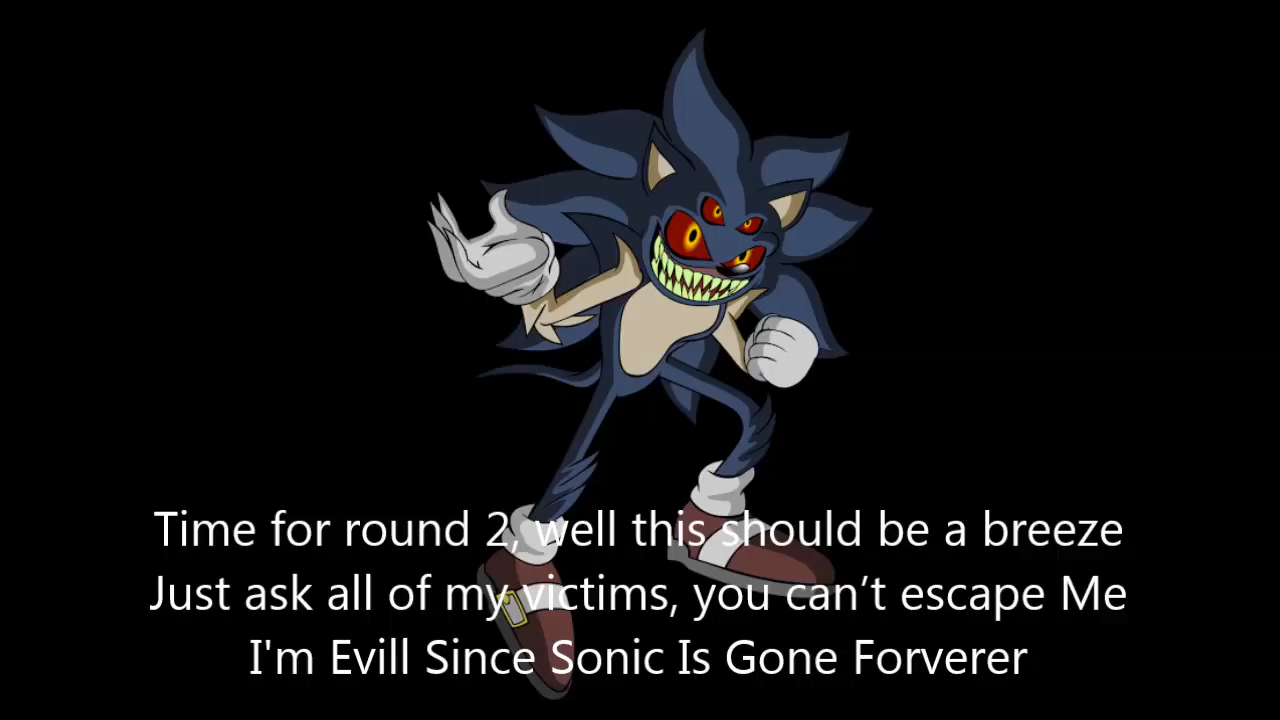 Time for round 2, well this should be a breeze
Just ask all of my victims, you can’t escape Me
I'm Evill Since Sonic Is Gone Forverer